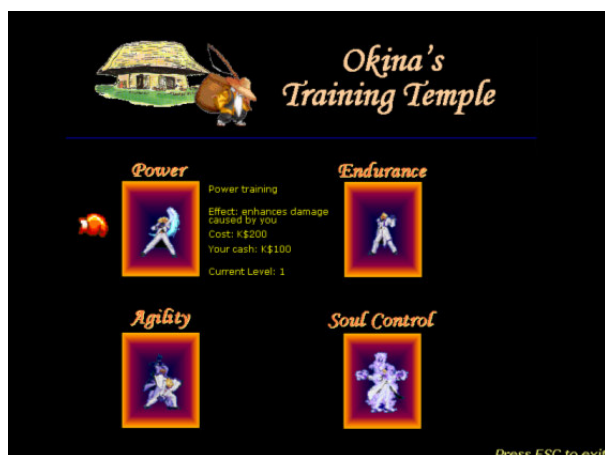 Okina's
Training Temple
Power
Endurance
Power training
Effect: enhances damage
caused by you
Cost: K$200
Your cash: K$100
Current Level: 1
Agility
Soul Control
Press ESC to exit